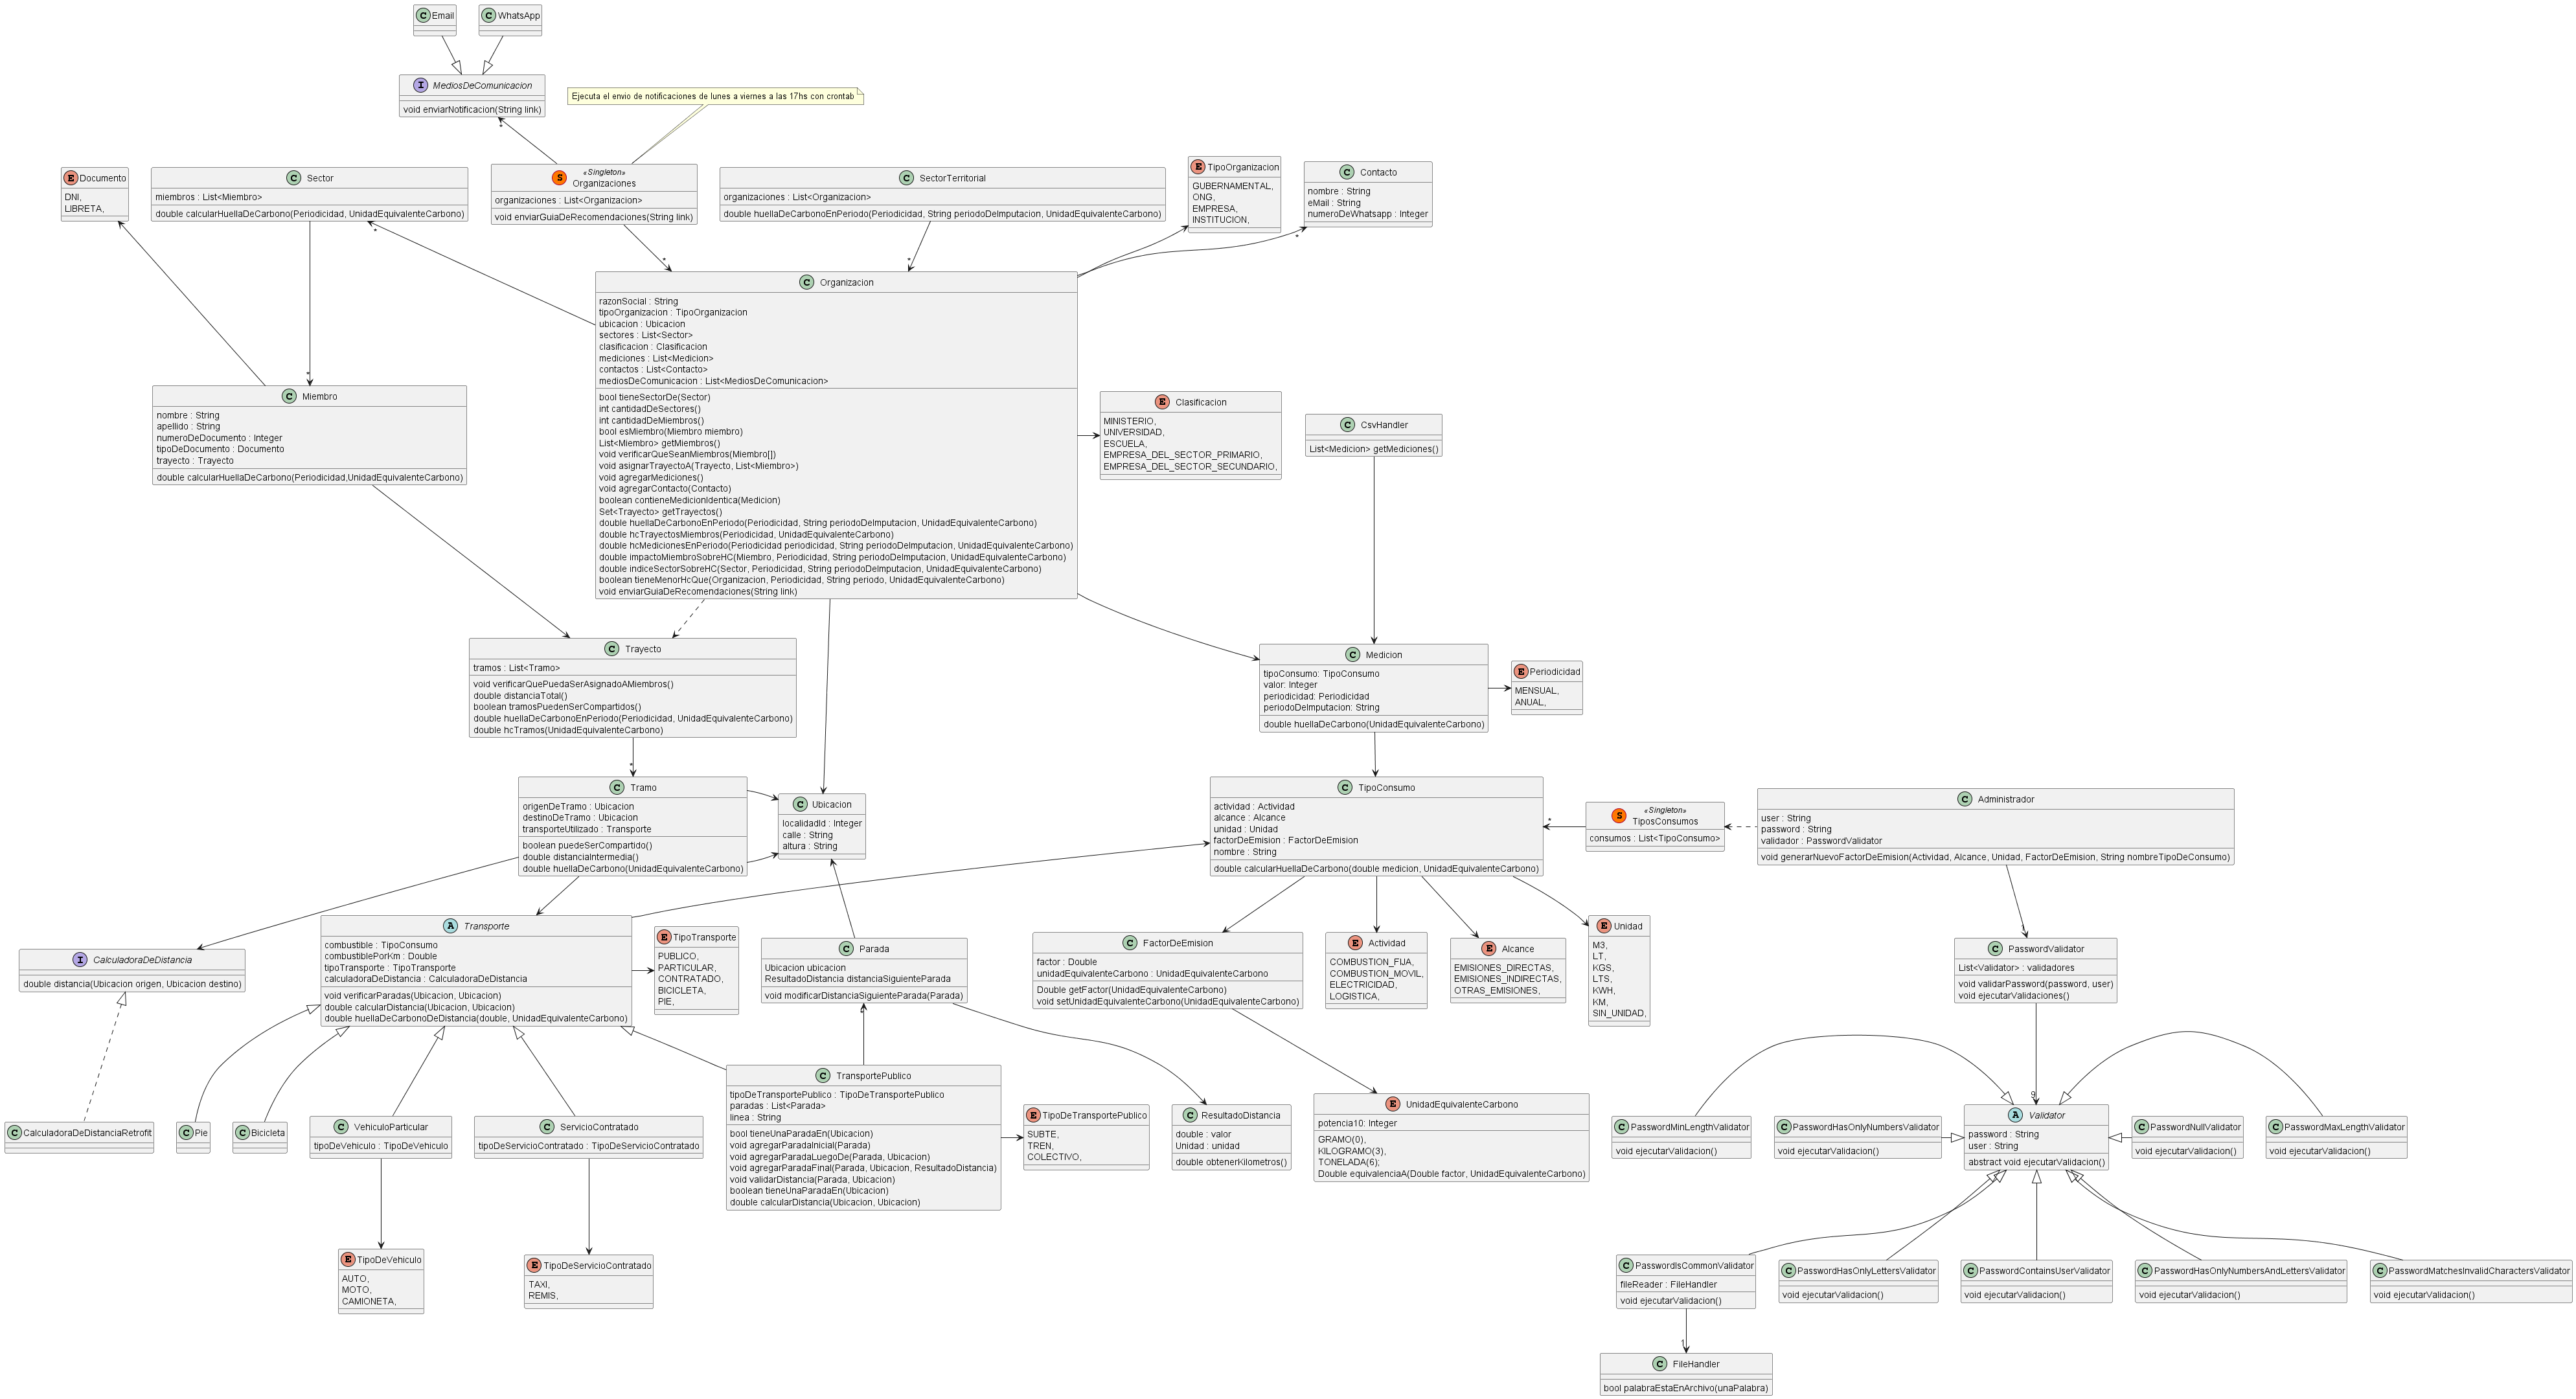 C Email
C WhatsApp
I MediosDeComunicacion
void enviarNotificacion(String link)
*
Ejecuta el envio de notificaciones de lunes a viernes a las 17hs con crontab
E Documento
DNI,
LIBRETA,
C Sector
miembros : List<Miembro>
double calcularHuellaDeCarbono(Periodicidad, UnidadEquivalenteCarbono)
*
S «Singleton»
Organizaciones
organizaciones : List<Organizacion>
void enviarGuiaDeRecomendaciones(String link)
*
C SectorTerritorial
organizaciones : List<Organizacion>
double huellaDeCarbonoEnPeriodo(Periodicidad, String periodoDeImputacion, UnidadEquivalenteCarbono)
*
E TipoOrganizacion
GUBERNAMENTAL,
ONG,
EMPRESA,
INSTITUCION,
C Contacto
nombre : String
eMail : String
numeroDeWhatsapp : Integer
*
C Organizacion
razonSocial : String
tipoOrganizacion : TipoOrganizacion
ubicacion : Ubicacion
sectores : List<Sector>
clasificacion : Clasificacion
mediciones : List<Medicion>
contactos : List<Contacto>
mediosDeComunicacion : List<MediosDeComunicacion>
bool tieneSectorDe(Sector)
int cantidadDeSectores()
int cantidadDeMiembros()
bool esMiembro(Miembro miembro)
List<Miembro> getMiembros()
void verificarQueSeanMiembros(Miembro[])
void asignarTrayectoA(Trayecto, List<Miembro>)
void agregarMediciones()
void agregarContacto(Contacto)
boolean contieneMedicionIdentica(Medicion)
Set<Trayecto> getTrayectos()
double huellaDeCarbonoEnPeriodo(Periodicidad, String periodoDeImputacion, UnidadEquivalenteCarbono)
double hcTrayectosMiembros(Periodicidad, UnidadEquivalenteCarbono)
double hcMedicionesEnPeriodo(Periodicidad periodicidad, String periodoDeImputacion, UnidadEquivalenteCarbono)
double impactoMiembroSobreHC(Miembro, Periodicidad, String periodoDeImputacion, UnidadEquivalenteCarbono)
double indiceSectorSobreHC(Sector, Periodicidad, String periodoDeImputacion, UnidadEquivalenteCarbono)
boolean tieneMenorHcQue(Organizacion, Periodicidad, String periodo, UnidadEquivalenteCarbono)
void enviarGuiaDeRecomendaciones(String link)
*
C Miembro
nombre : String
apellido : String
numeroDeDocumento : Integer
tipoDeDocumento : Documento
trayecto : Trayecto
double calcularHuellaDeCarbono(Periodicidad,UnidadEquivalenteCarbono)
E Clasificacion
MINISTERIO,
UNIVERSIDAD,
ESCUELA,
EMPRESA_DEL_SECTOR_PRIMARIO,
EMPRESA_DEL_SECTOR_SECUNDARIO,
C CsvHandler
List<Medicion> getMediciones()
C Trayecto
tramos : List<Tramo>
void verificarQuePuedaSerAsignadoAMiembros()
double distanciaTotal()
boolean tramosPuedenSerCompartidos()
double huellaDeCarbonoEnPeriodo(Periodicidad, UnidadEquivalenteCarbono)
double hcTramos(UnidadEquivalenteCarbono)
*
C Medicion
tipoConsumo: TipoConsumo
valor: Integer
periodicidad: Periodicidad
periodoDeImputacion: String
double huellaDeCarbono(UnidadEquivalenteCarbono)
E Periodicidad
MENSUAL,
ANUAL,
C Tramo
origenDeTramo : Ubicacion
destinoDeTramo : Ubicacion
transporteUtilizado : Transporte
boolean puedeSerCompartido()
double distanciaIntermedia()
double huellaDeCarbono(UnidadEquivalenteCarbono)
C Ubicacion
localidadId : Integer
calle : String
altura : String
C TipoConsumo
actividad : Actividad
alcance : Alcance
unidad : Unidad
factorDeEmision : FactorDeEmision
nombre : String
double calcularHuellaDeCarbono(double medicion, UnidadEquivalenteCarbono)
*
S «Singleton»
TiposConsumos
consumos : List<TipoConsumo>
C Administrador
user : String
password : String
validador : PasswordValidator
void generarNuevoFactorDeEmision(Actividad, Alcance, Unidad, FactorDeEmision, String nombreTipoDeConsumo)
I CalculadoraDeDistancia
double distancia(Ubicacion origen, Ubicacion destino)
A Transporte
combustible : TipoConsumo
combustiblePorKm : Double
tipoTransporte : TipoTransporte
calculadoraDeDistancia : CalculadoraDeDistancia
void verificarParadas(Ubicacion, Ubicacion)
double calcularDistancia(Ubicacion, Ubicacion)
double huellaDeCarbonoDeDistancia(double, UnidadEquivalenteCarbono)
E TipoTransporte
PUBLICO,
PARTICULAR,
CONTRATADO,
BICICLETA,
PIE,
C Parada
Ubicacion ubicacion
ResultadoDistancia distanciaSiguienteParada
void modificarDistanciaSiguienteParada(Parada)
*
C FactorDeEmision
factor : Double
unidadEquivalenteCarbono : UnidadEquivalenteCarbono
Double getFactor(UnidadEquivalenteCarbono)
void setUnidadEquivalenteCarbono(UnidadEquivalenteCarbono)
E Actividad
COMBUSTION_FIJA,
COMBUSTION_MOVIL,
ELECTRICIDAD,
LOGISTICA,
E Alcance
EMISIONES_DIRECTAS,
EMISIONES_INDIRECTAS,
OTRAS_EMISIONES,
E Unidad
M3,
LT,
KGS,
LTS,
KWH,
KM,
SIN_UNIDAD,
1
C PasswordValidator
List<Validator> : validadores
void validarPassword(password, user)
void ejecutarValidaciones()
9
C CalculadoraDeDistanciaRetrofit
C Pie
C Bicicleta
C VehiculoParticular
tipoDeVehiculo : TipoDeVehiculo
C ServicioContratado
tipoDeServicioContratado : TipoDeServicioContratado
C TransportePublico
tipoDeTransportePublico : TipoDeTransportePublico
paradas : List<Parada>
linea : String
bool tieneUnaParadaEn(Ubicacion)
void agregarParadaInicial(Parada)
void agregarParadaLuegoDe(Parada, Ubicacion)
void agregarParadaFinal(Parada, Ubicacion, ResultadoDistancia)
void validarDistancia(Parada, Ubicacion)
boolean tieneUnaParadaEn(Ubicacion)
double calcularDistancia(Ubicacion, Ubicacion)
E TipoDeTransportePublico
SUBTE,
TREN,
COLECTIVO,
C ResultadoDistancia
double : valor
Unidad : unidad
double obtenerKilometros()
E UnidadEquivalenteCarbono
potencia10: Integer
GRAMO(0),
KILOGRAMO(3),
TONELADA(6);
Double equivalenciaA(Double factor, UnidadEquivalenteCarbono)
C PasswordMinLengthValidator
void ejecutarValidacion()
C PasswordHasOnlyNumbersValidator
void ejecutarValidacion()
A Validator
password : String
user : String
abstract void ejecutarValidacion()
C PasswordNullValidator
void ejecutarValidacion()
C PasswordMaxLengthValidator
void ejecutarValidacion()
E TipoDeVehiculo
AUTO,
MOTO,
CAMIONETA,
E TipoDeServicioContratado
TAXI,
REMIS,
C PasswordIsCommonValidator
fileReader : FileHandler
void ejecutarValidacion()
C PasswordHasOnlyLettersValidator
void ejecutarValidacion()
C PasswordContainsUserValidator
void ejecutarValidacion()
C PasswordHasOnlyNumbersAndLettersValidator
void ejecutarValidacion()
C PasswordMatchesInvalidCharactersValidator
void ejecutarValidacion()
1
C FileHandler
bool palabraEstaEnArchivo(unaPalabra)